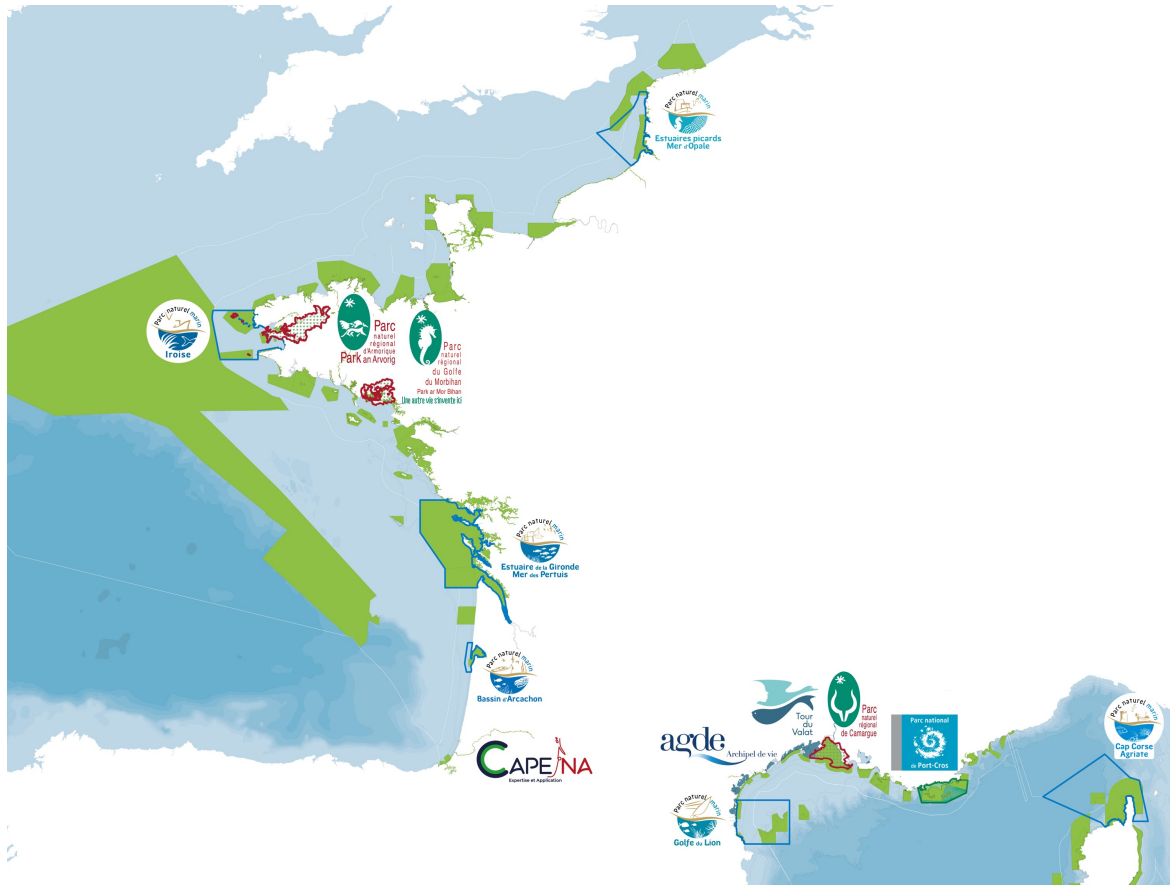 Parc naturel marin
Estuaires picards
Mer d'Opale
Parc naturel marin
Iroise
Parc
naturel
régional
d'Armorique
Park an Arvorig
Parc
naturel
régional
du Golfe
du Morbihan
Park ar Mor Bihan
Une autre vie s'invente ici
Parc naturel marin
Estuaire de la Gironde
Mer des Pertuis
Parc naturel marin
Bassin d'Arcachon
CAPENA
Expertise et Application
Tour
du
Valat
Parc
naturel
régional
de Camargue
agde
Archipel de vie
Parc national
de Port-Cros
Parc naturel marin
Cap Corse
Agriate
Parc naturel marin
Golfe du Lion